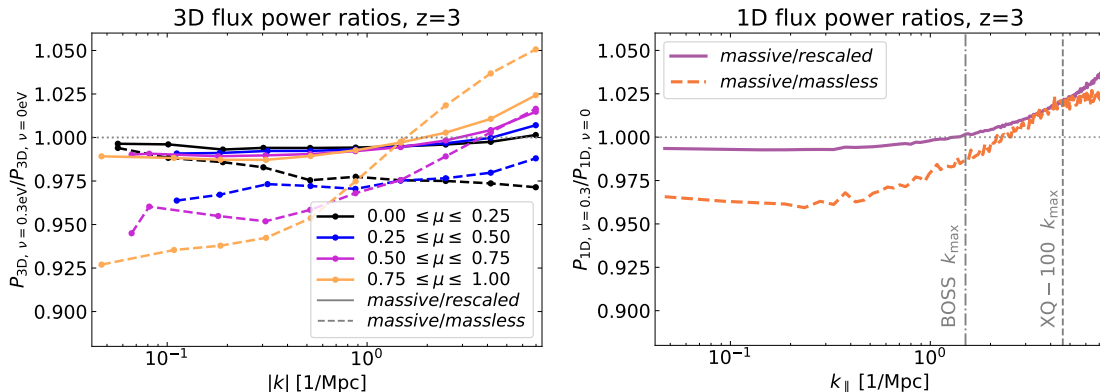 3D flux power ratios, z=3
P3D, ν=0.3eV/P3D, ν=0eV
1.050
1.025
1.000
0.975
0.950
0.925
0.900
0.00 ≤ μ ≤ 0.25
0.25 ≤ μ ≤ 0.50
0.50 ≤ μ ≤ 0.75
0.75 ≤ μ ≤ 1.00
massive/rescaled
massive/massless
10⁻¹
10⁰
|k| [1/Mpc]
1D flux power ratios, z=3
P1D, ν=0.3/P1D, ν=0
1.050
1.025
1.000
0.975
0.950
0.925
0.900
massive/rescaled
massive/massless
BOSS kmax
XQ − 100 kmax
10⁻¹
10⁰
k∥ [1/Mpc]